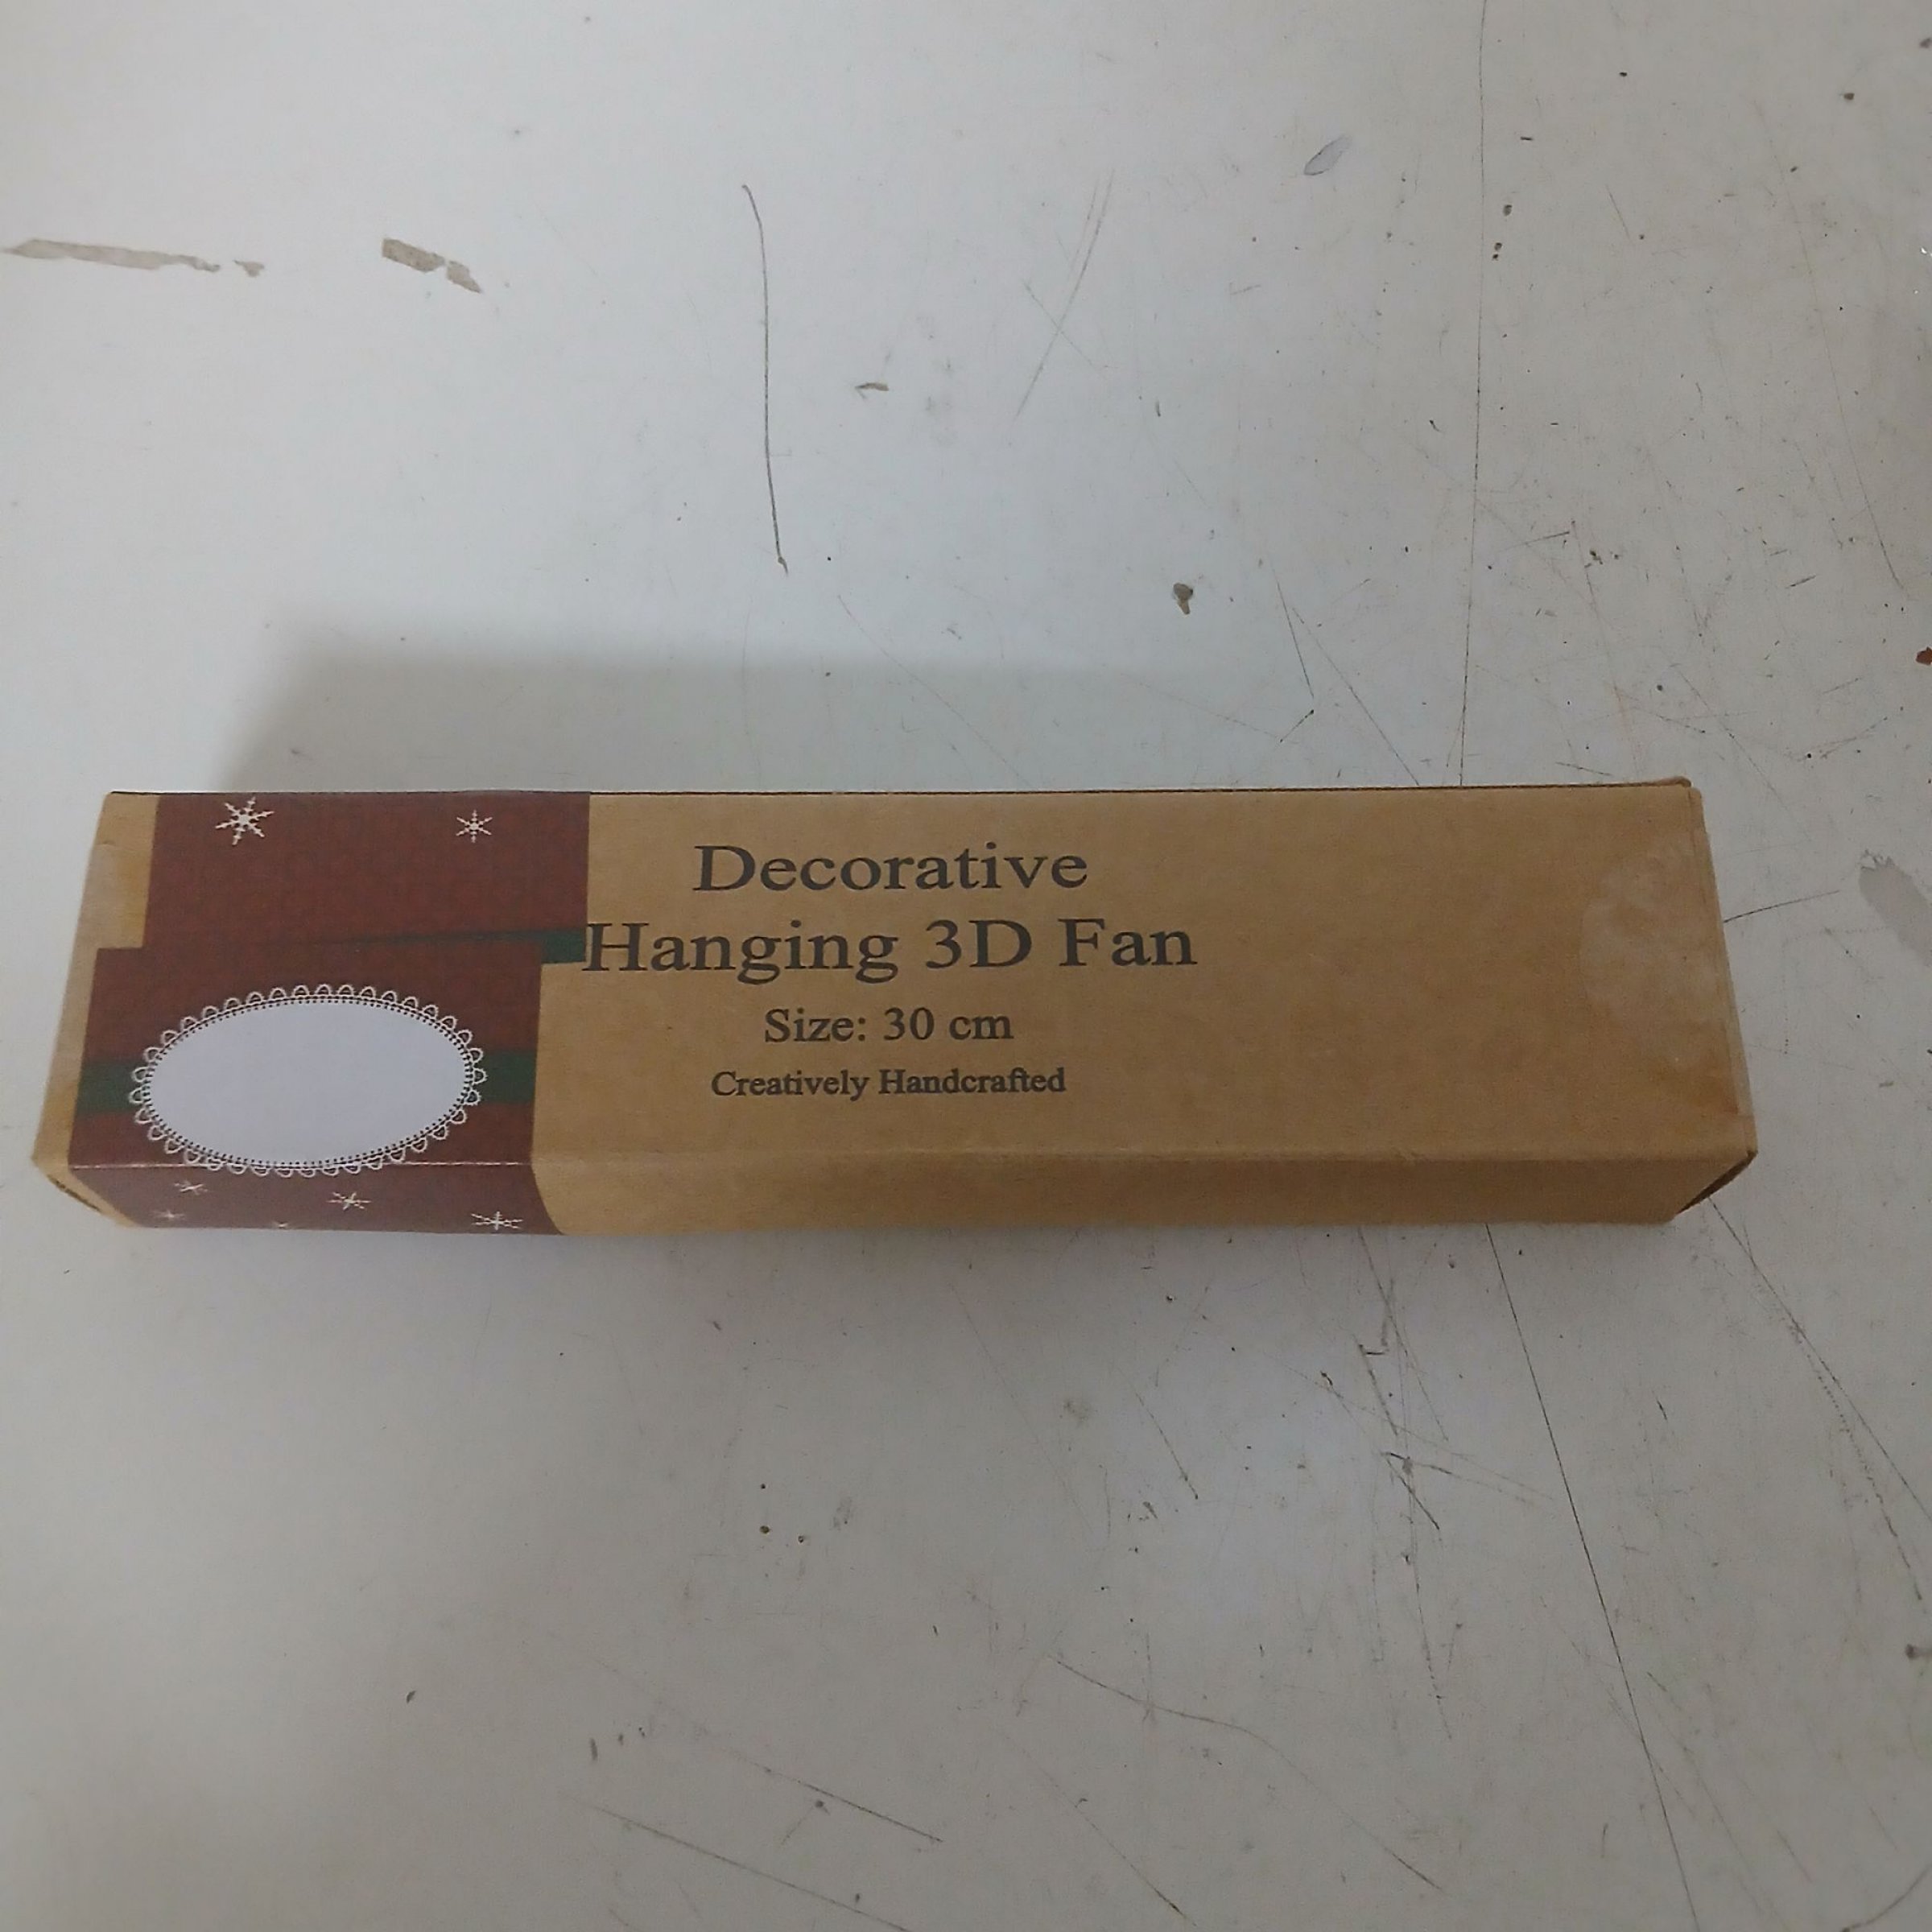 Decorative
Hanging 3D Fan
Size: 30 cm
Creatively Handcrafted